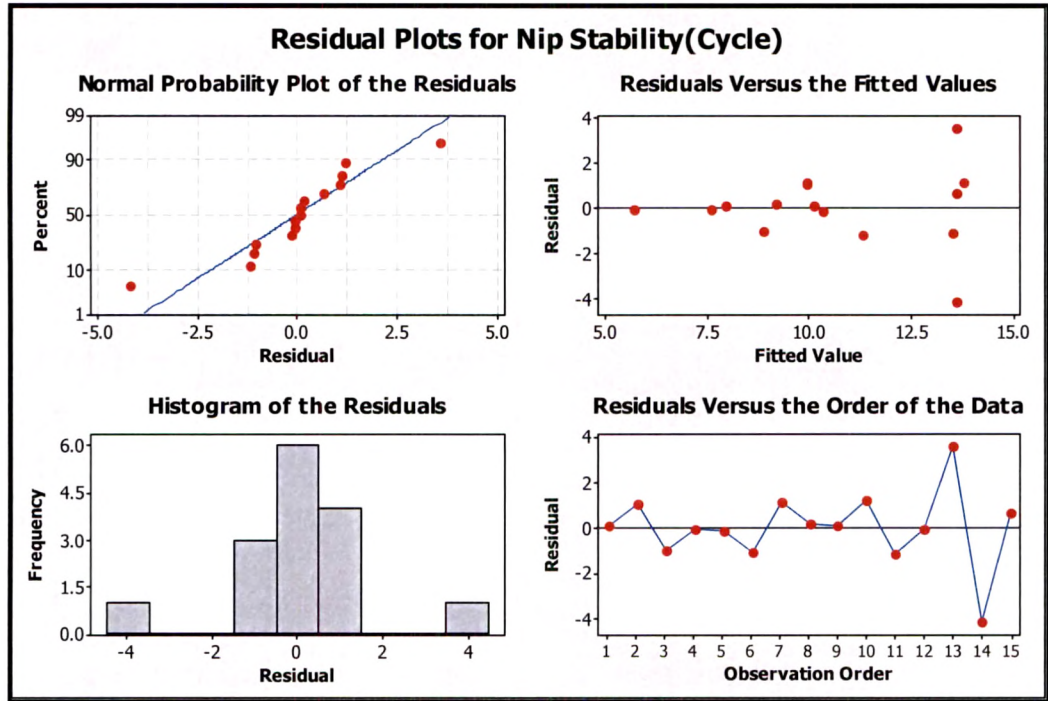 Residual Plots for Nip Stability(Cycle)
Normal Probability Plot of the Residuals
99
90
50
10
1
Percent
-5.0 -2.5 0.0 2.5 5.0
Residual
Residuals Versus the Fitted Values
4
2
0
-2
-4
Residual
5.0 7.5 10.0 12.5 15.0
Fitted Value
Histogram of the Residuals
6.0
4.5
3.0
1.5
0.0
Frequency
-4 -2 0 2 4
Residual
Residuals Versus the Order of the Data
4
2
0
-2
-4
Residual
1 2 3 4 5 6 7 8 9 10 11 12 13 14 15
Observation Order